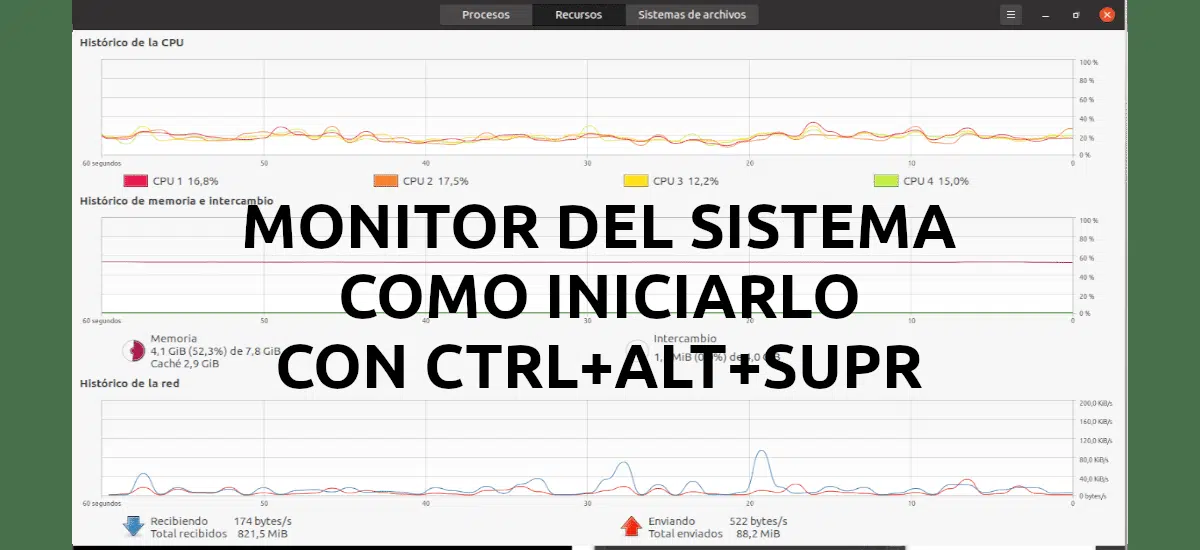 Procesos Recursos Sistemas de archivos
Histórico de la CPU
100 %
80 %
60 %
40 %
20 %
0 %
60 segundos 50 40 30 20 10 0
CPU 1 16,8% CPU 2 17,5% CPU 3 12,2% CPU 4 15,0%
Histórico de memoria e intercambio
100 %
80 %
60 %
40 %
20 %
0 %
MONITOR DEL SISTEMA
COMO INICIARLO
CON CTRL+ALT+SUPR
60 segundos 50 40 30 20 10 0
Memoria
4,1 GiB (52,3%) de 7,8 GiB
Caché 2,9 GiB
Intercambio
MiB de
Histórico de la red
200,0 KiB/s
160,0 KiB/s
120,0 KiB/s
80,0 KiB/s
40,0 KiB/s
0 bytes/s
60 segundos 50 40 30 20 10 0
Recibiendo 174 bytes/s
Total recibidos 821,5 MiB
Enviando 522 bytes/s
Total enviados 88,2 MiB